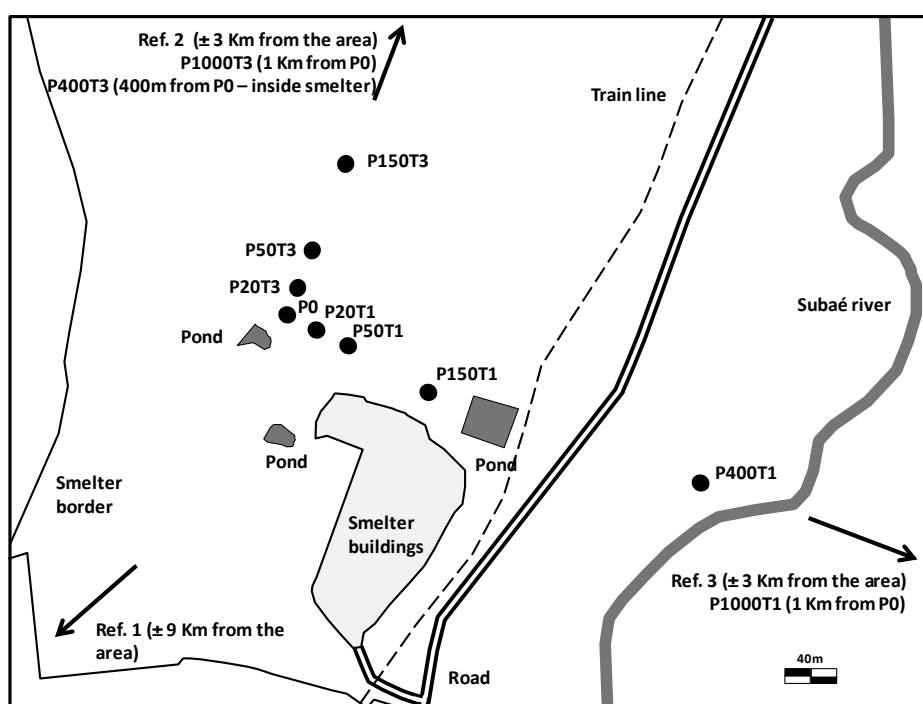 Ref. 2 (± 3 Km from the area)
P1000T3 (1 Km from P0)
P400T3 (400m from P0 – inside smelter)
Train line
P150T3
P50T3
P20T3
P0
P20T1
Pond
P50T1
Subaé river
P150T1
Pond
Pond
P400T1
Smelter
border
Smelter
buildings
Ref. 3 (± 3 Km from the area)
P1000T1 (1 Km from P0)
Ref. 1 (± 9 Km from the
area)
Road
40m